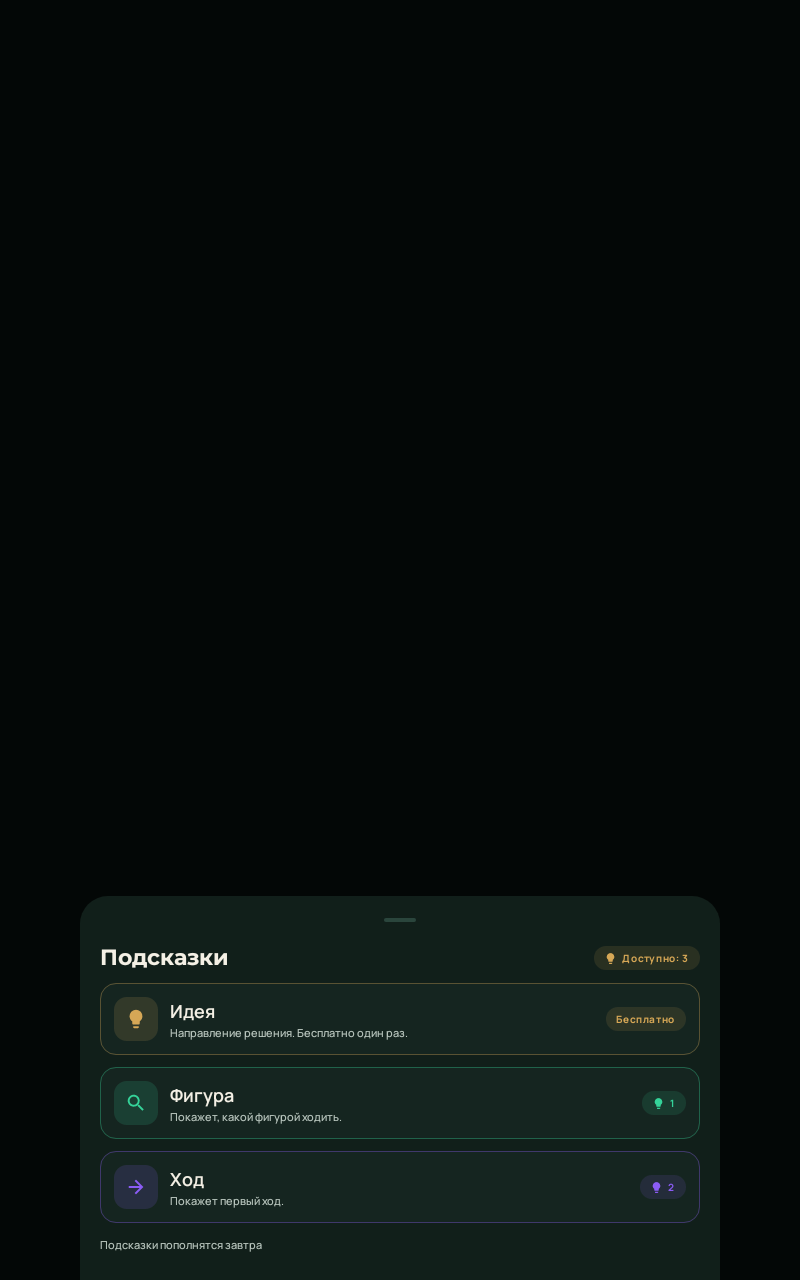 Подсказки
Доступно: 3
Идея
Направление решения. Бесплатно один раз.
Бесплатно
Фигура
Покажет, какой фигурой ходить.
1
Ход
Покажет первый ход.
2
Подсказки пополнятся завтра